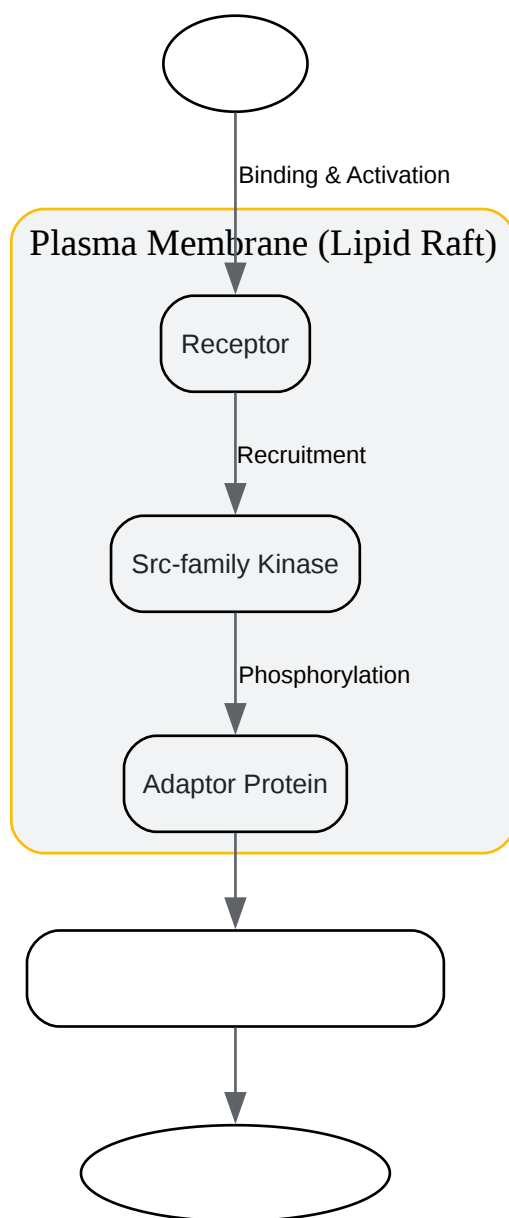 Binding & Activation
Plasma Membrane (Lipid Raft)
Receptor
Recruitment
Src-family Kinase
Phosphorylation
Adaptor Protein